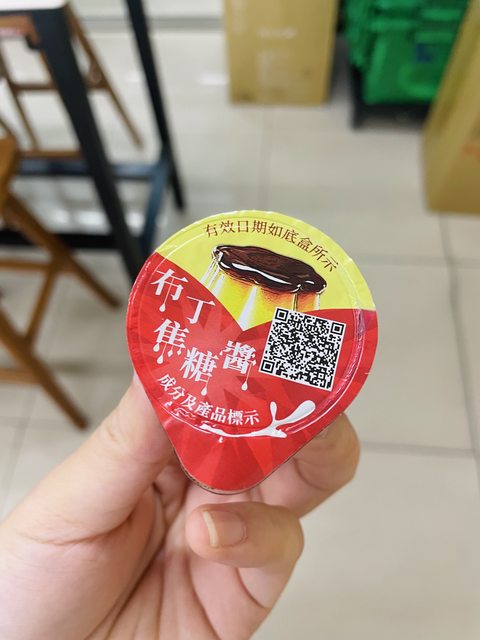 有效日期如底盒所示
布丁
焦糖醬
成分及產品標示